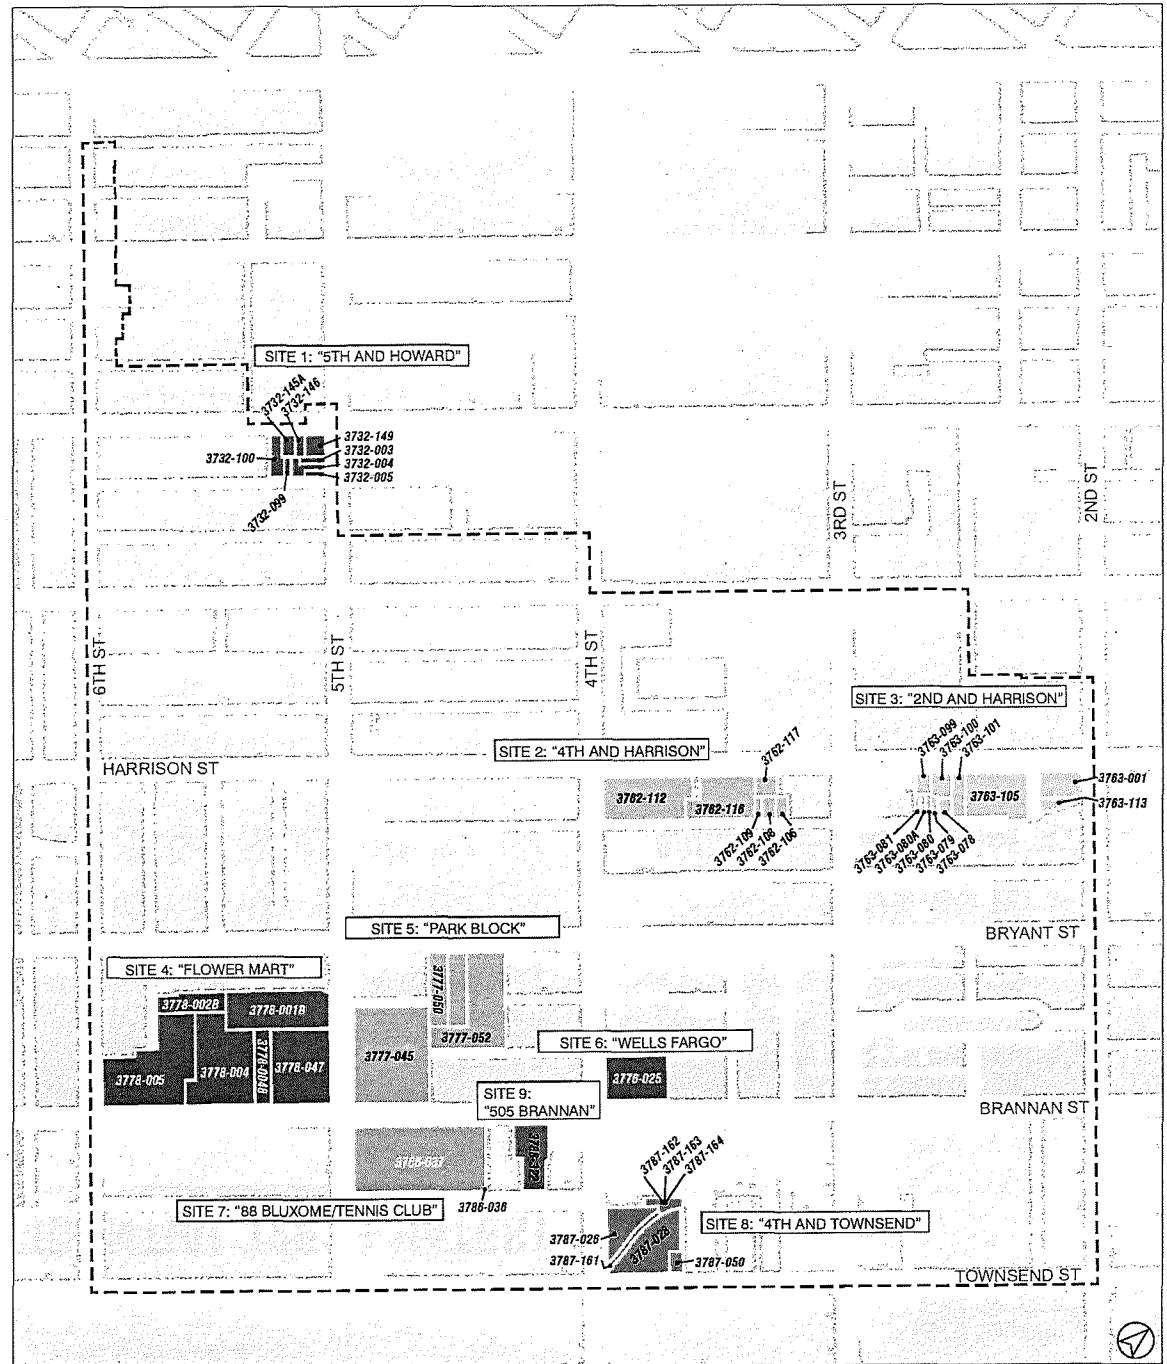 SITE 1: "5TH AND HOWARD"
3732-145A
3732-146
3732-149
3732-003
3732-100
3732-004
3732-005
3732-099
3RD ST
2ND ST
6TH ST
5TH ST
4TH ST
SITE 3: "2ND AND HARRISON"
SITE 2: "4TH AND HARRISON"
3762-117
3763-099
3763-100
3763-101
HARRISON ST
3762-112
3762-116
3763-105
3763-001
3763-113
3762-109
3762-108
3762-106
3763-081
3763-080A
3763-080
3763-079
3763-078
SITE 5: "PARK BLOCK"
BRYANT ST
SITE 4: "FLOWER MART"
3778-002B
3778-001B
3777-050
3777-052
3777-045
SITE 6: "WELLS FARGO"
3778-005
3778-004
3778-004B
3778-047
3776-025
SITE 9:
"505 BRANNAN"
BRANNAN ST
3786-037
3787-162
3787-163
3787-164
3786-036
SITE 7: "88 BLUXOME/TENNIS CLUB"
SITE 8: "4TH AND TOWNSEND"
3787-026
3787-028
3787-161
3787-050
TOWNSEND ST